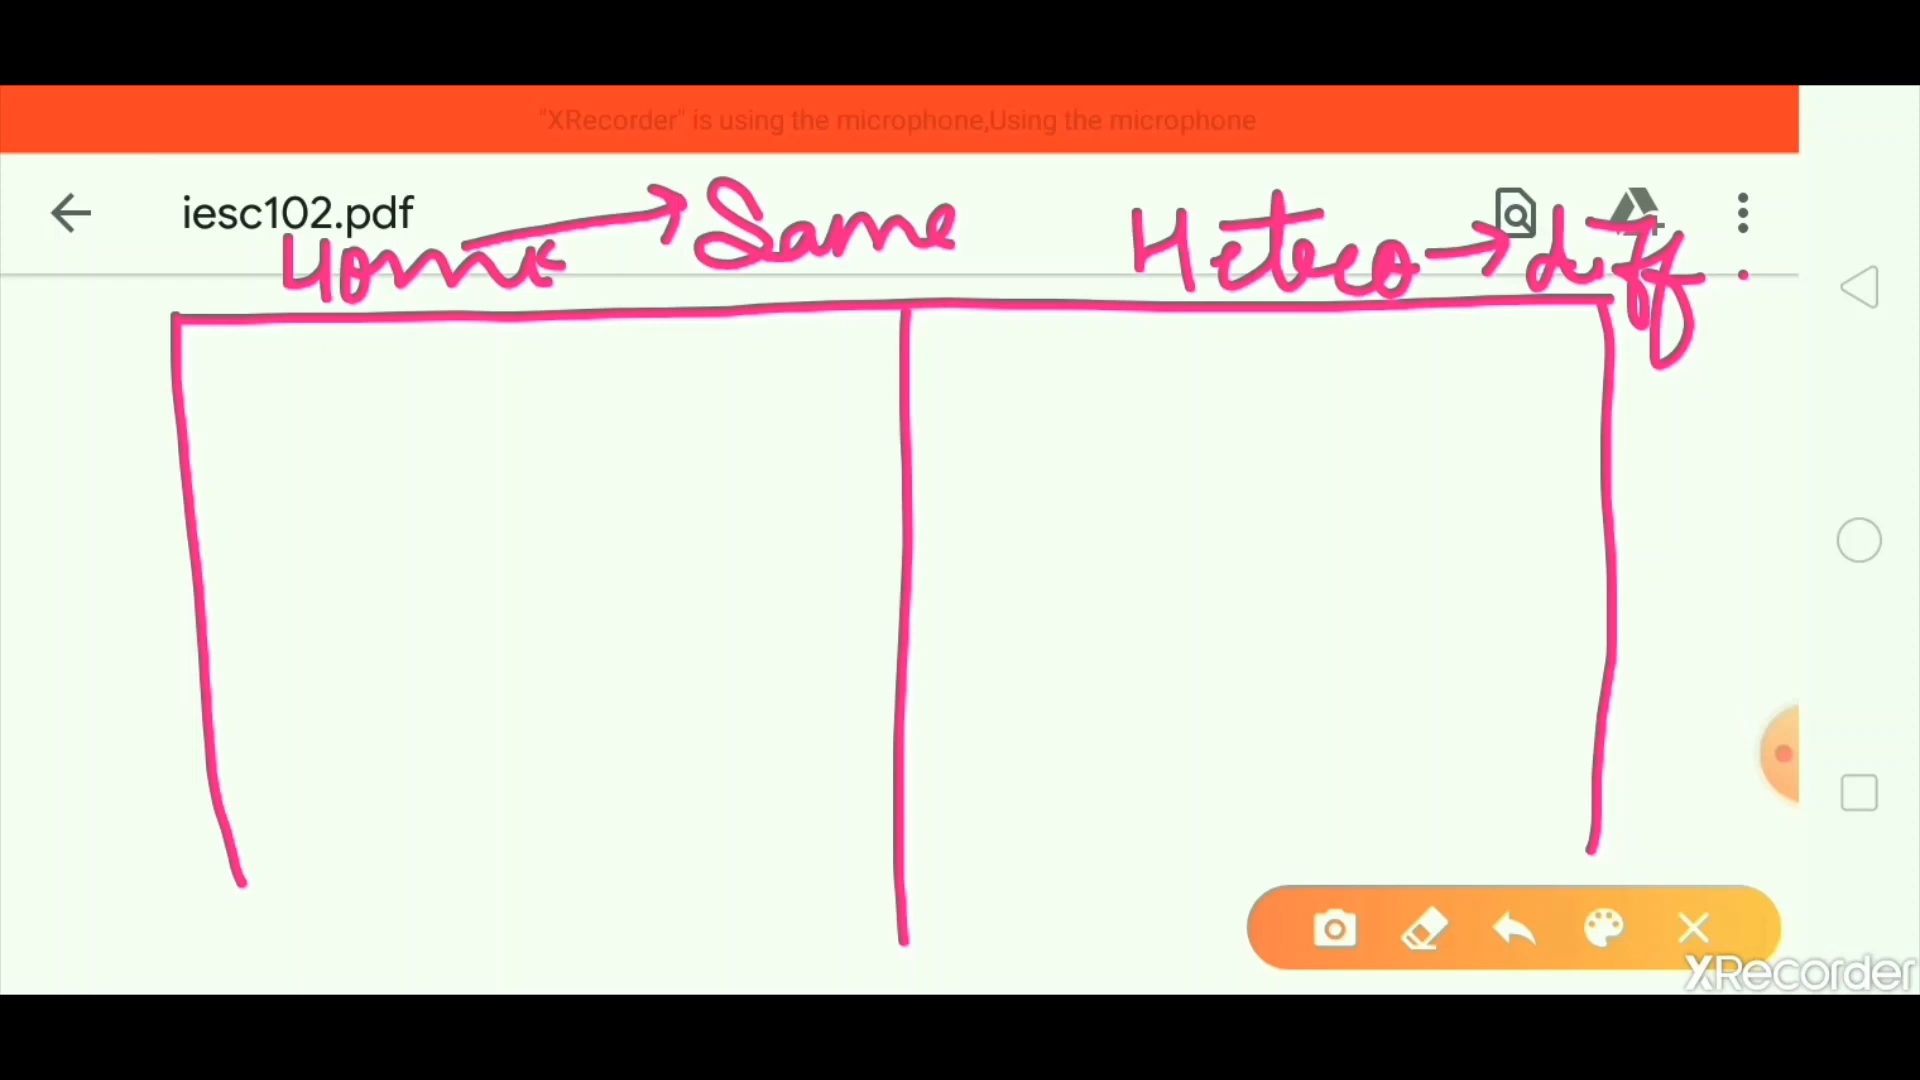 "XRecorder" is using the microphone,Using the microphone
iesc102.pdf
Homo → Same
Hetero → diff.
XRecorder